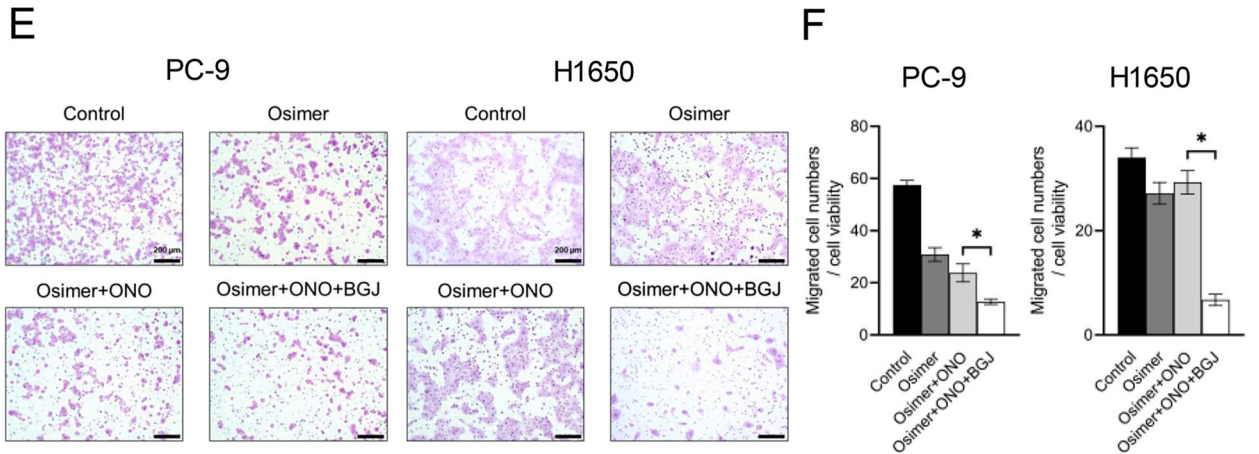 E
PC-9
H1650
Control
Osimer
Control
Osimer
200 μm
200 μm
Osimer+ONO
Osimer+ONO+BGJ
Osimer+ONO
Osimer+ONO+BGJ
F
PC-9
H1650
Migrated cell numbers
/ cell viability
80
60
40
20
0
*
Control
Osimer
Osimer+ONO
Osimer+ONO+BGJ
Migrated cell numbers
/ cell viability
40
20
0
*
Control
Osimer
Osimer+ONO
Osimer+ONO+BGJ